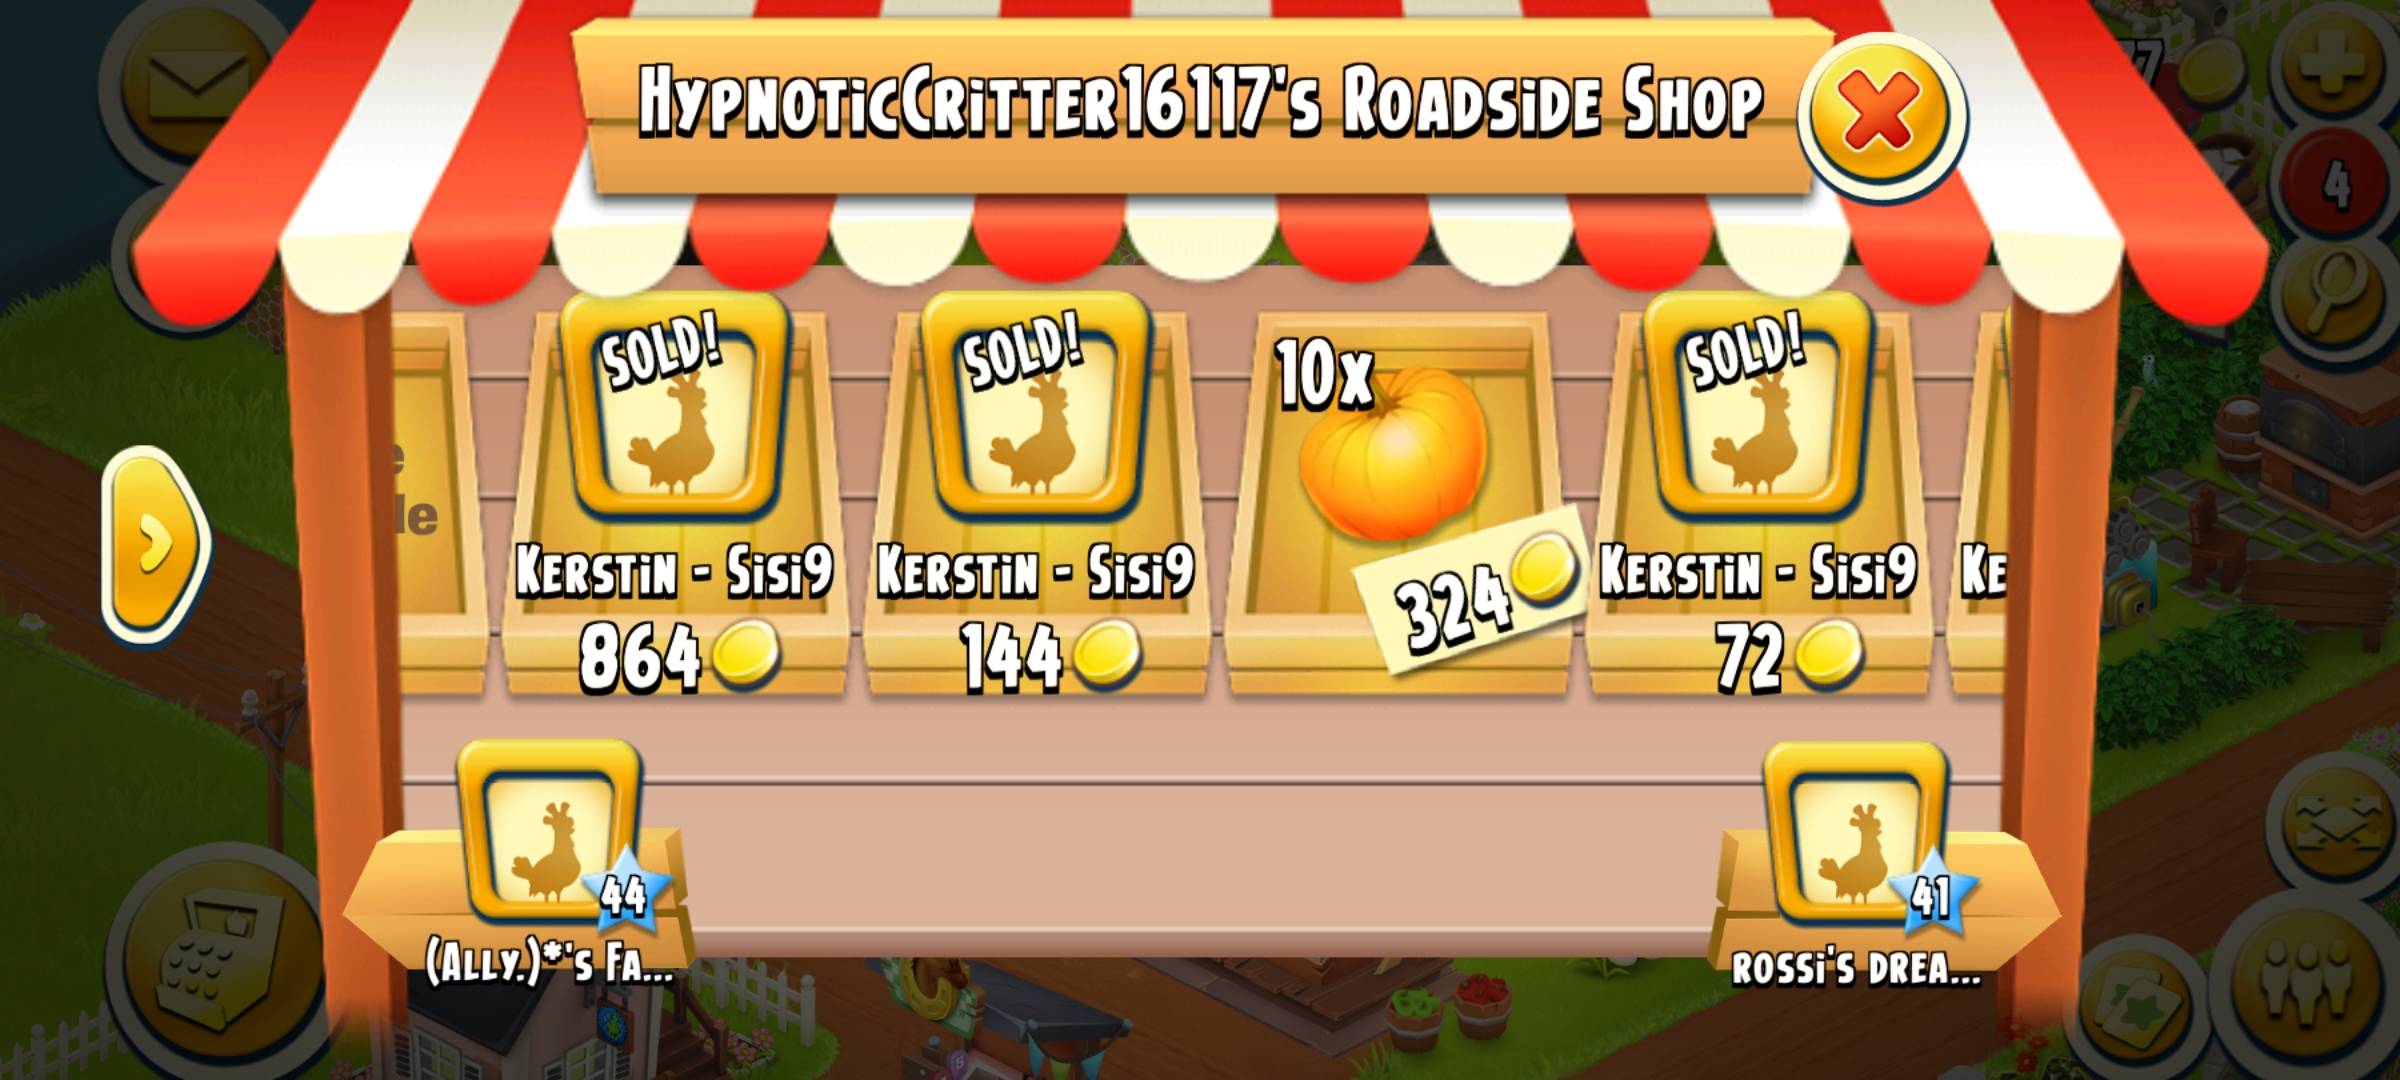 HypnoticCritter16117's Roadside Shop
4
SOLD!
SOLD!
10x
SOLD!
324
Kerstin - Sisi9
Kerstin - Sisi9
Kerstin - Sisi9
864
144
72
44
41
(Ally.)*'s Fa...
Rossi's drea...